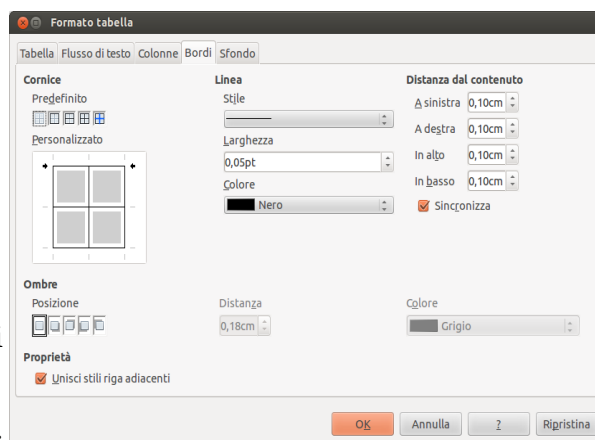 Formato tabella
Tabella Flusso di testo Colonne Bordi Sfondo
Cornice
Predefinito
Personalizzato
Linea
Stile
Larghezza
0,05pt
Colore
Nero
Distanza dal contenuto
A sinistra 0,10cm
A destra 0,10cm
In alto 0,10cm
In basso 0,10cm
Sincronizza
Ombre
Posizione
Distanza
0,18cm
Colore
Grigio
Proprietà
Unisci stili riga adiacenti
OK Annulla ? Ripristina